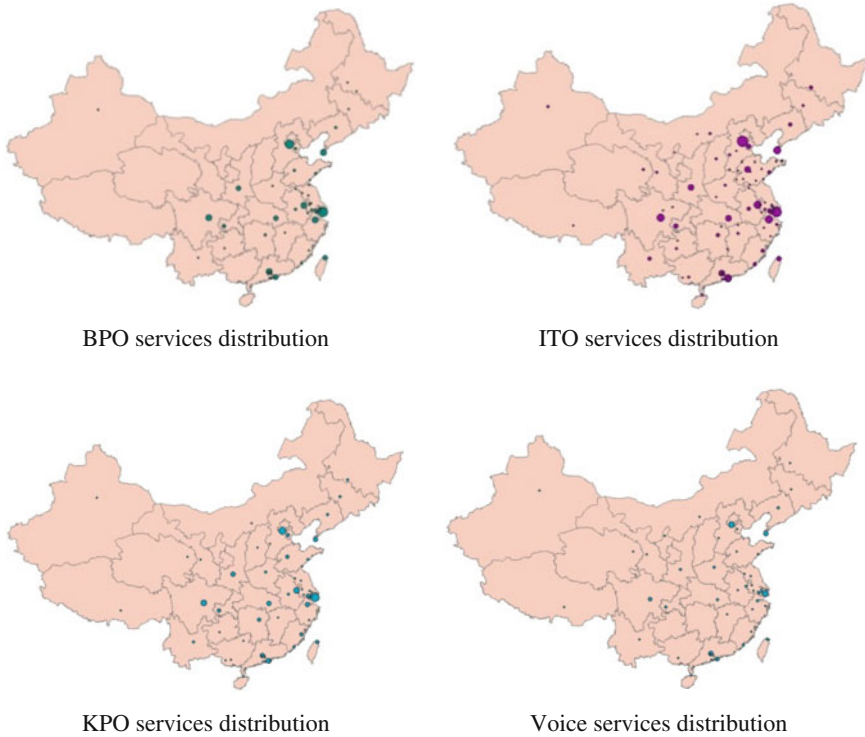 BPO services distribution
ITO services distribution
KPO services distribution
Voice services distribution